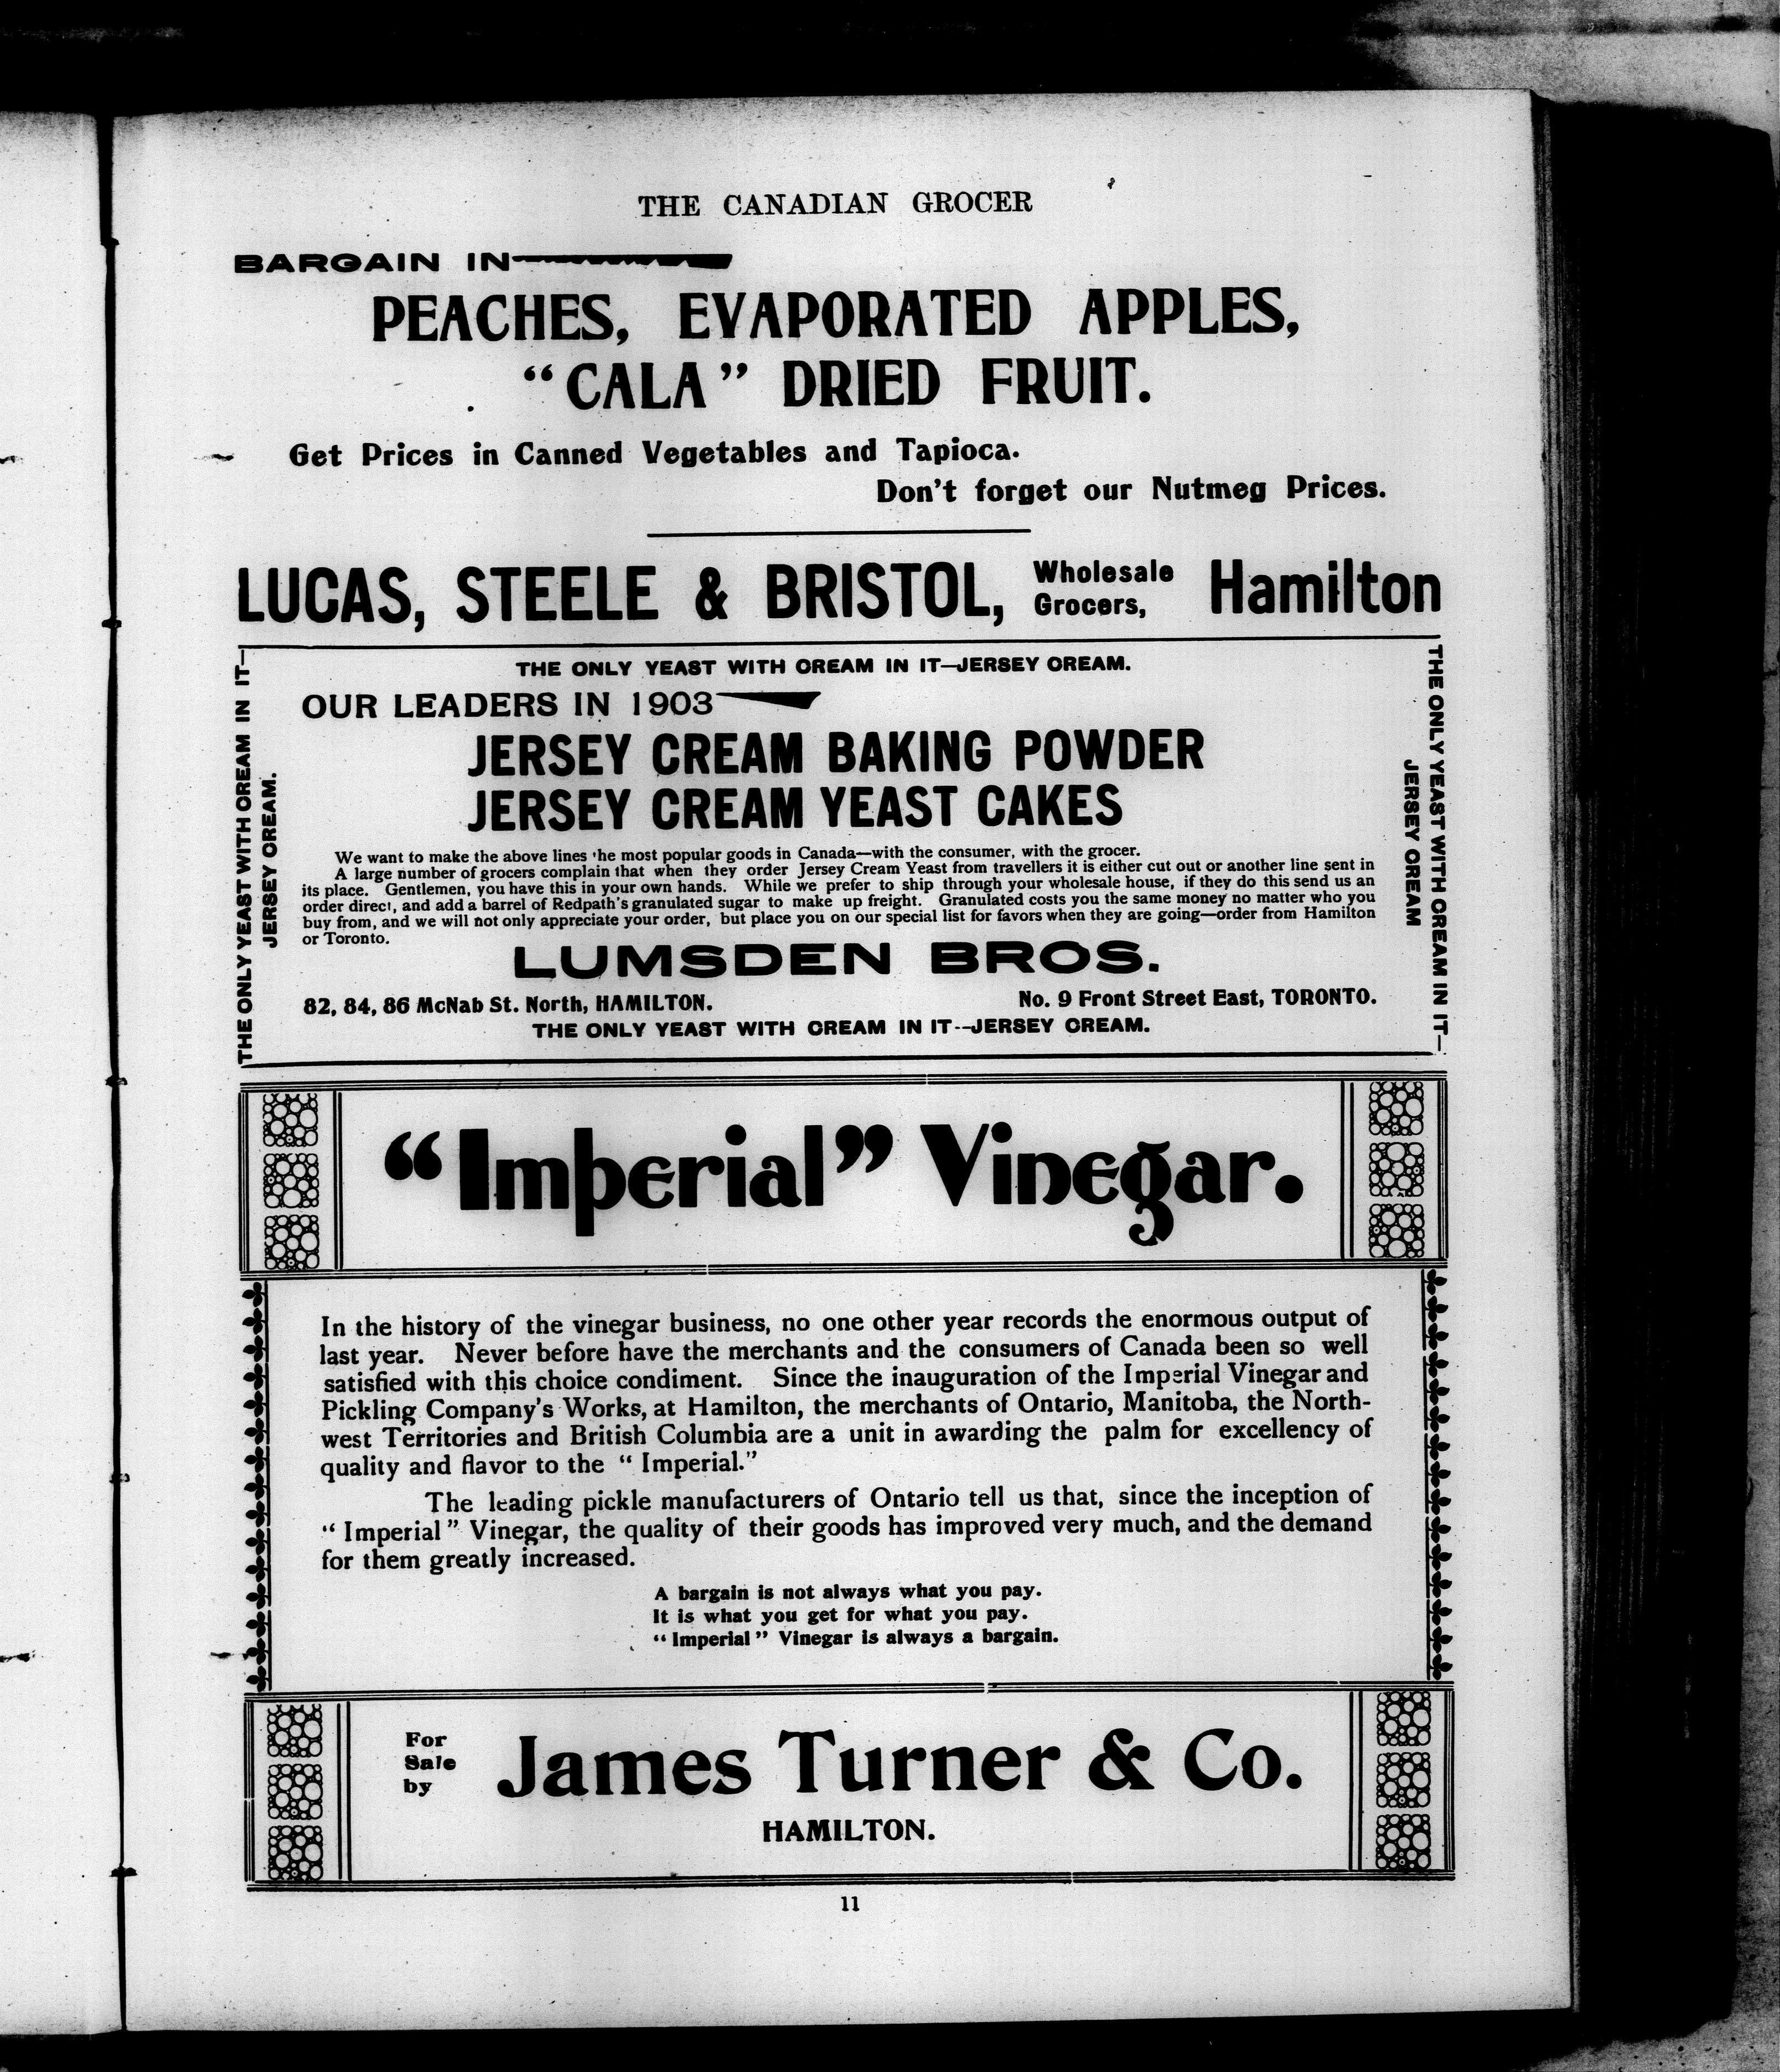 THE CANADIAN GROCER
BARGAIN IN
PEACHES, EVAPORATED APPLES,
"CALA" DRIED FRUIT.
Get Prices in Canned Vegetables and Tapioca.
Don't forget our Nutmeg Prices.
LUCAS, STEELE & BRISTOL, Wholesale Grocers, Hamilton
THE ONLY YEAST WITH CREAM IN IT—JERSEY CREAM.
THE ONLY YEAST WITH CREAM IN IT—
JERSEY CREAM.
OUR LEADERS IN 1903
JERSEY CREAM BAKING POWDER
JERSEY CREAM YEAST CAKES
We want to make the above lines 'he most popular goods in Canada—with the consumer, with the grocer.
A large number of grocers complain that when they order Jersey Cream Yeast from travellers it is either cut out or another line sent in
its place. Gentlemen, you have this in your own hands. While we prefer to ship through your wholesale house, if they do this send us an
order direct, and add a barrel of Redpath's granulated sugar to make up freight. Granulated costs you the same money no matter who you
buy from, and we will not only appreciate your order, but place you on our special list for favors when they are going—order from Hamilton
or Toronto.
LUMSDEN BROS.
82, 84, 86 McNab St. North, HAMILTON. No. 9 Front Street East, TORONTO.
THE ONLY YEAST WITH CREAM IN IT--JERSEY CREAM.
THE ONLY YEAST WITH CREAM IN IT—
JERSEY CREAM
"Imperial" Vinegar.
In the history of the vinegar business, no one other year records the enormous output of
last year. Never before have the merchants and the consumers of Canada been so well
satisfied with this choice condiment. Since the inauguration of the Imperial Vinegar and
Pickling Company's Works, at Hamilton, the merchants of Ontario, Manitoba, the North-
west Territories and British Columbia are a unit in awarding the palm for excellency of
quality and flavor to the "Imperial."
The leading pickle manufacturers of Ontario tell us that, since the inception of
"Imperial" Vinegar, the quality of their goods has improved very much, and the demand
for them greatly increased.
A bargain is not always what you pay.
It is what you get for what you pay.
"Imperial" Vinegar is always a bargain.
For Sale by James Turner & Co.
HAMILTON.
11